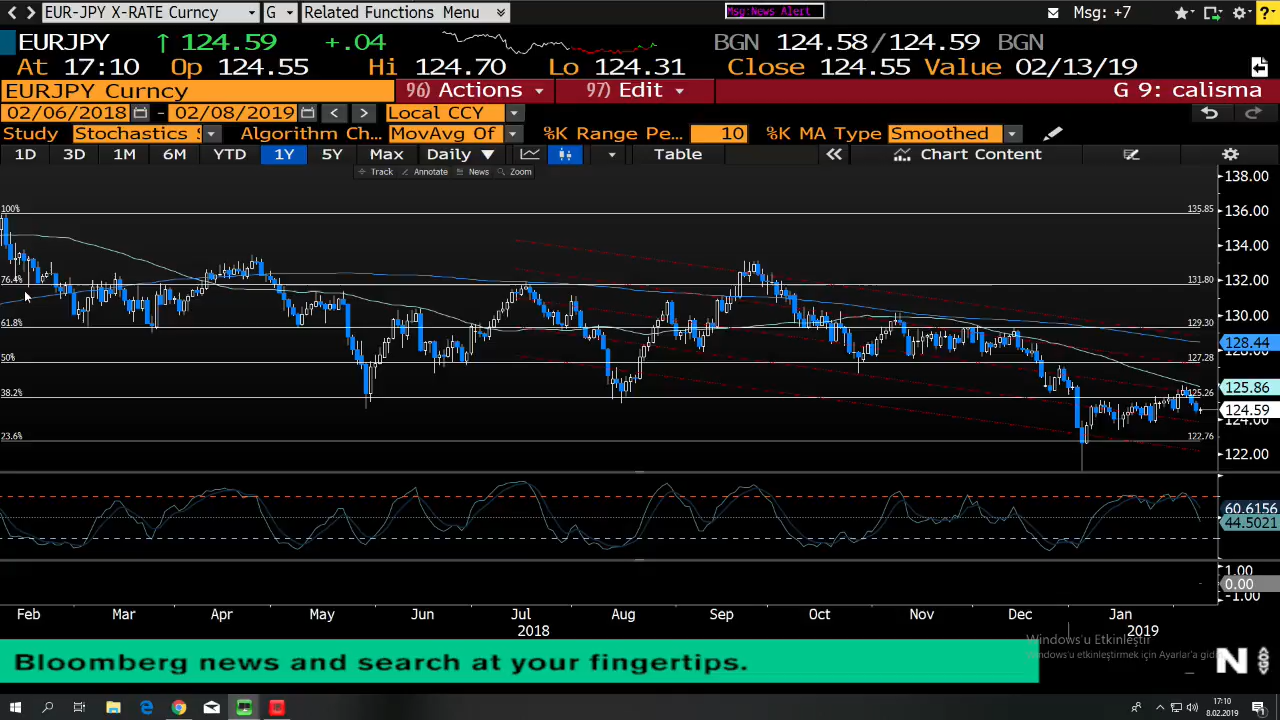 EUR-JPY X-RATE Curncy G Related Functions Menu Msg:News Alert Msg: +7
EURJPY ↑ 124.59 +.04 BGN 124.58/124.59 BGN
At 17:10 Op 124.55 Hi 124.70 Lo 124.31 Close 124.55 Value 02/13/19
EURJPY Curncy 96) Actions 97) Edit G 9: calisma
02/06/2018 - 02/08/2019 Local CCY
Study Stochastics S Algorithm Ch… MovAvg Of %K Range Pe… 10 %K MA Type Smoothed
1D 3D 1M 6M YTD 1Y 5Y Max Daily ▼ Table « Chart Content
Track Annotate News Zoom
138.00
100% 135.85 136.00
134.00
76.4% 131.80 132.00
130.00
61.8% 129.30
128.44
128.00
50% 127.28
125.86
38.2% 125.26
124.59
124.00
23.6% 122.76
122.00
60.6156
44.5021
1.00
0.00
-1.00
Feb Mar Apr May Jun Jul Aug Sep Oct Nov Dec Jan
2018 2019
Windows'u Etkinleştir
Windows'u etkinleştirmek için Ayarlar'a gid
Bloomberg news and search at your fingertips.
N
17:10
8.02.2019